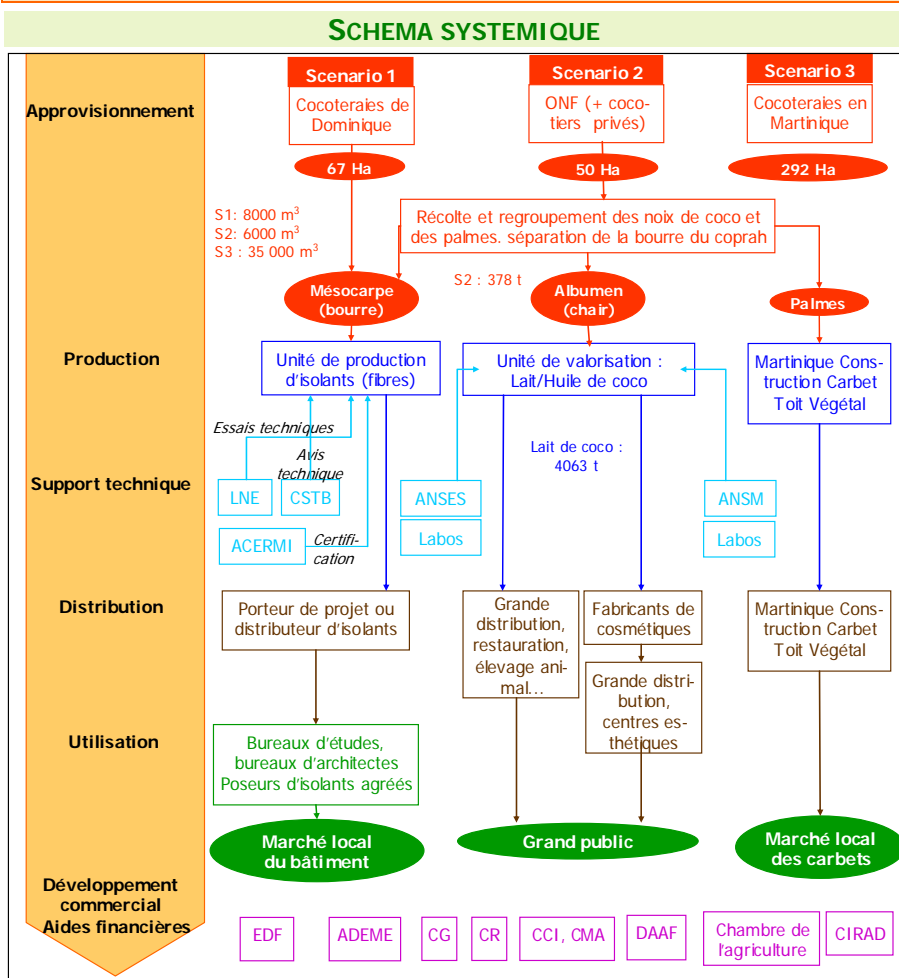 SCHEMA SYSTEMIQUE
Scenario 1
Scenario 2
Scenario 3
Approvisionnement
Cocoteraies de
Dominique
ONF (+ coco-
tiers privés)
Cocoteraies en
Martinique
67 Ha
50 Ha
292 Ha
S1: 8000 m³
S2: 6000 m³
S3 : 35 000 m³
Récolte et regroupement des noix de coco et
des palmes. séparation de la bourre du coprah
S2 : 378 t
Mésocarpe
(bourre)
Albumen
(chair)
Palmes
Production
Unité de production
d'isolants (fibres)
Unité de valorisation :
Lait/Huile de coco
Martinique Cons-
truction Carbet
Toit Végétal
Essais techniques
Avis
technique
Lait de coco :
4063 t
Support technique
LNE
CSTB
ANSES
ANSM
ACERMI
Certifi-
cation
Labos
Labos
Distribution
Porteur de projet ou
distributeur d'isolants
Grande
distribution,
restauration,
élevage ani-
mal...
Fabricants de
cosmétiques
Martinique Cons-
truction Carbet
Toit Végétal
Grande distri-
bution,
centres es-
thétiques
Utilisation
Bureaux d'études,
bureaux d'architectes
Poseurs d'isolants agréés
Marché local
du bâtiment
Grand public
Marché local
des carbets
Développement
commercial
Aides financières
EDF
ADEME
CG
CR
CCI, CMA
DAAF
Chambre de
l'agriculture
CIRAD